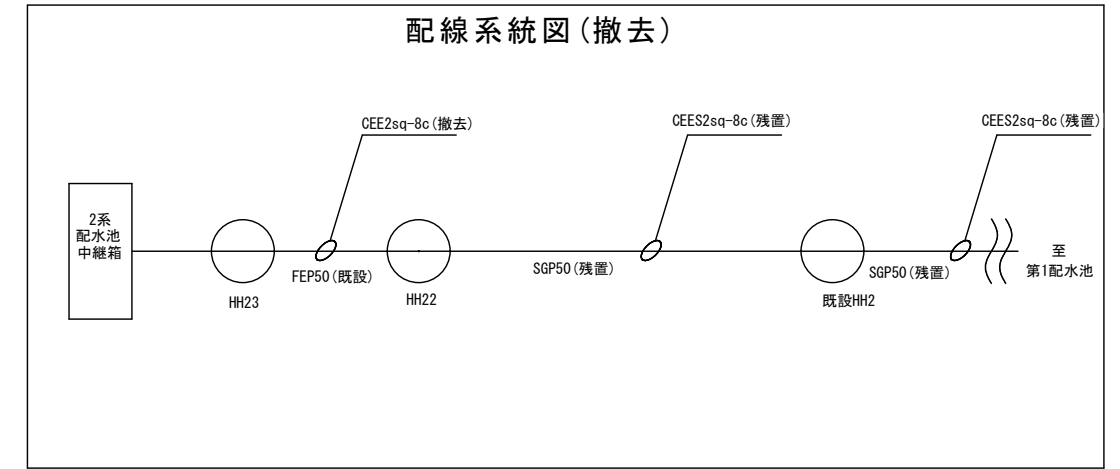 配線系統図(撤去)
CEE2sq-8c(撤去)
CEES2sq-8c(残置)
CEES2sq-8c(残置)
2系
配水池
中継箱
HH23
FEP50(既設)
HH22
SGP50(残置)
既設HH2
SGP50(残置)
至
第1配水池